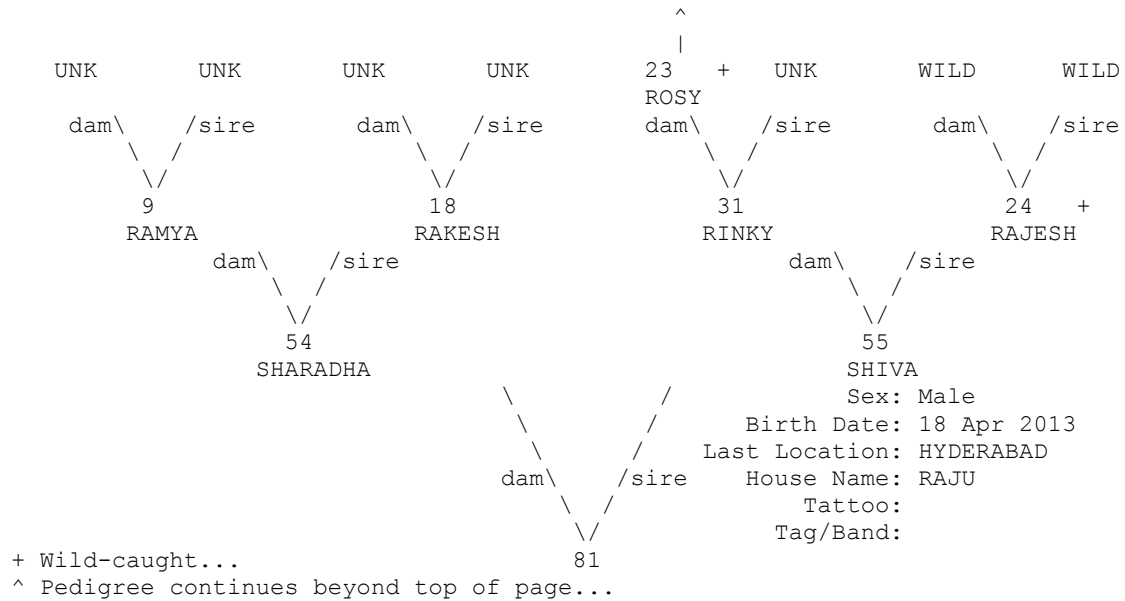 ^
|
UNK UNK UNK UNK 23 + UNK WILD WILD
ROSY
dam\ /sire dam\ /sire dam\ /sire dam\ /sire
\ / \ / \ / \ /
\/ \/ \/ \/
9 18 31 24 +
RAMYA RAKESH RINKY RAJESH
dam\ /sire dam\ /sire
\ / \ /
\/ \/
54 55
SHARADHA SHIVA
\ / Sex: Male
\ / Birth Date: 18 Apr 2013
\ / Last Location: HYDERABAD
dam\ /sire House Name: RAJU
\ / Tattoo:
\/ Tag/Band:
+ Wild-caught... 81
^ Pedigree continues beyond top of page...